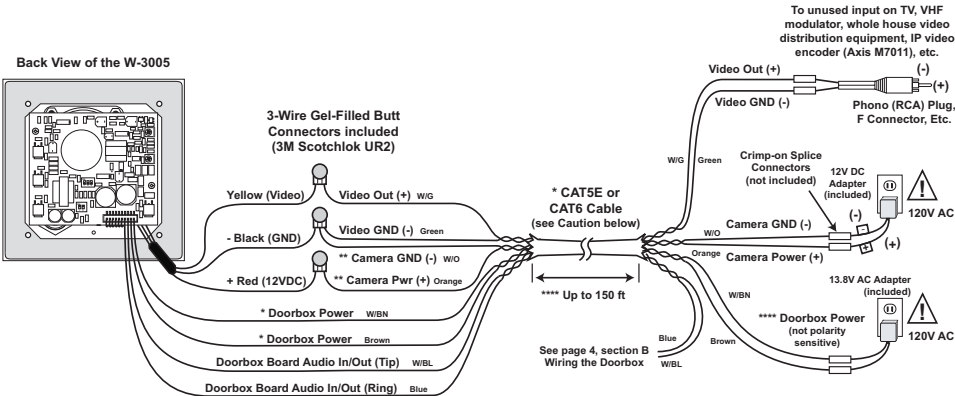 To unused input on TV, VHF
modulator, whole house video
distribution equipment, IP video
encoder (Axis M7011), etc.
Back View of the W-3005
Video Out (+)
(-)
(+)
Video GND (-)
Phono (RCA) Plug,
F Connector, Etc.
3-Wire Gel-Filled Butt
Connectors included
(3M Scotchlok UR2)
W/G
Green
Crimp-on Splice
Connectors
(not included)
12V DC
Adapter
(included)
!
120V AC
Yellow (Video)
Video Out (+) W/G
* CAT5E or
CAT6 Cable
(see Caution below)
- Black (GND)
Video GND (-) Green
W/O
Camera GND (-)
(-)
-
** Camera GND (-) W/O
Orange
Camera Power (+)
+
(+)
+ Red (12VDC)
** Camera Pwr (+) Orange
**** Up to 150 ft
13.8V AC Adapter
(included)
!
120V AC
* Doorbox Power W/BN
W/BN
**** Doorbox Power
(not polarity
sensitive)
* Doorbox Power Brown
Blue
Brown
See page 4, section B
Wiring the Doorbox
W/BL
Doorbox Board Audio In/Out (Tip) W/BL
Doorbox Board Audio In/Out (Ring) Blue